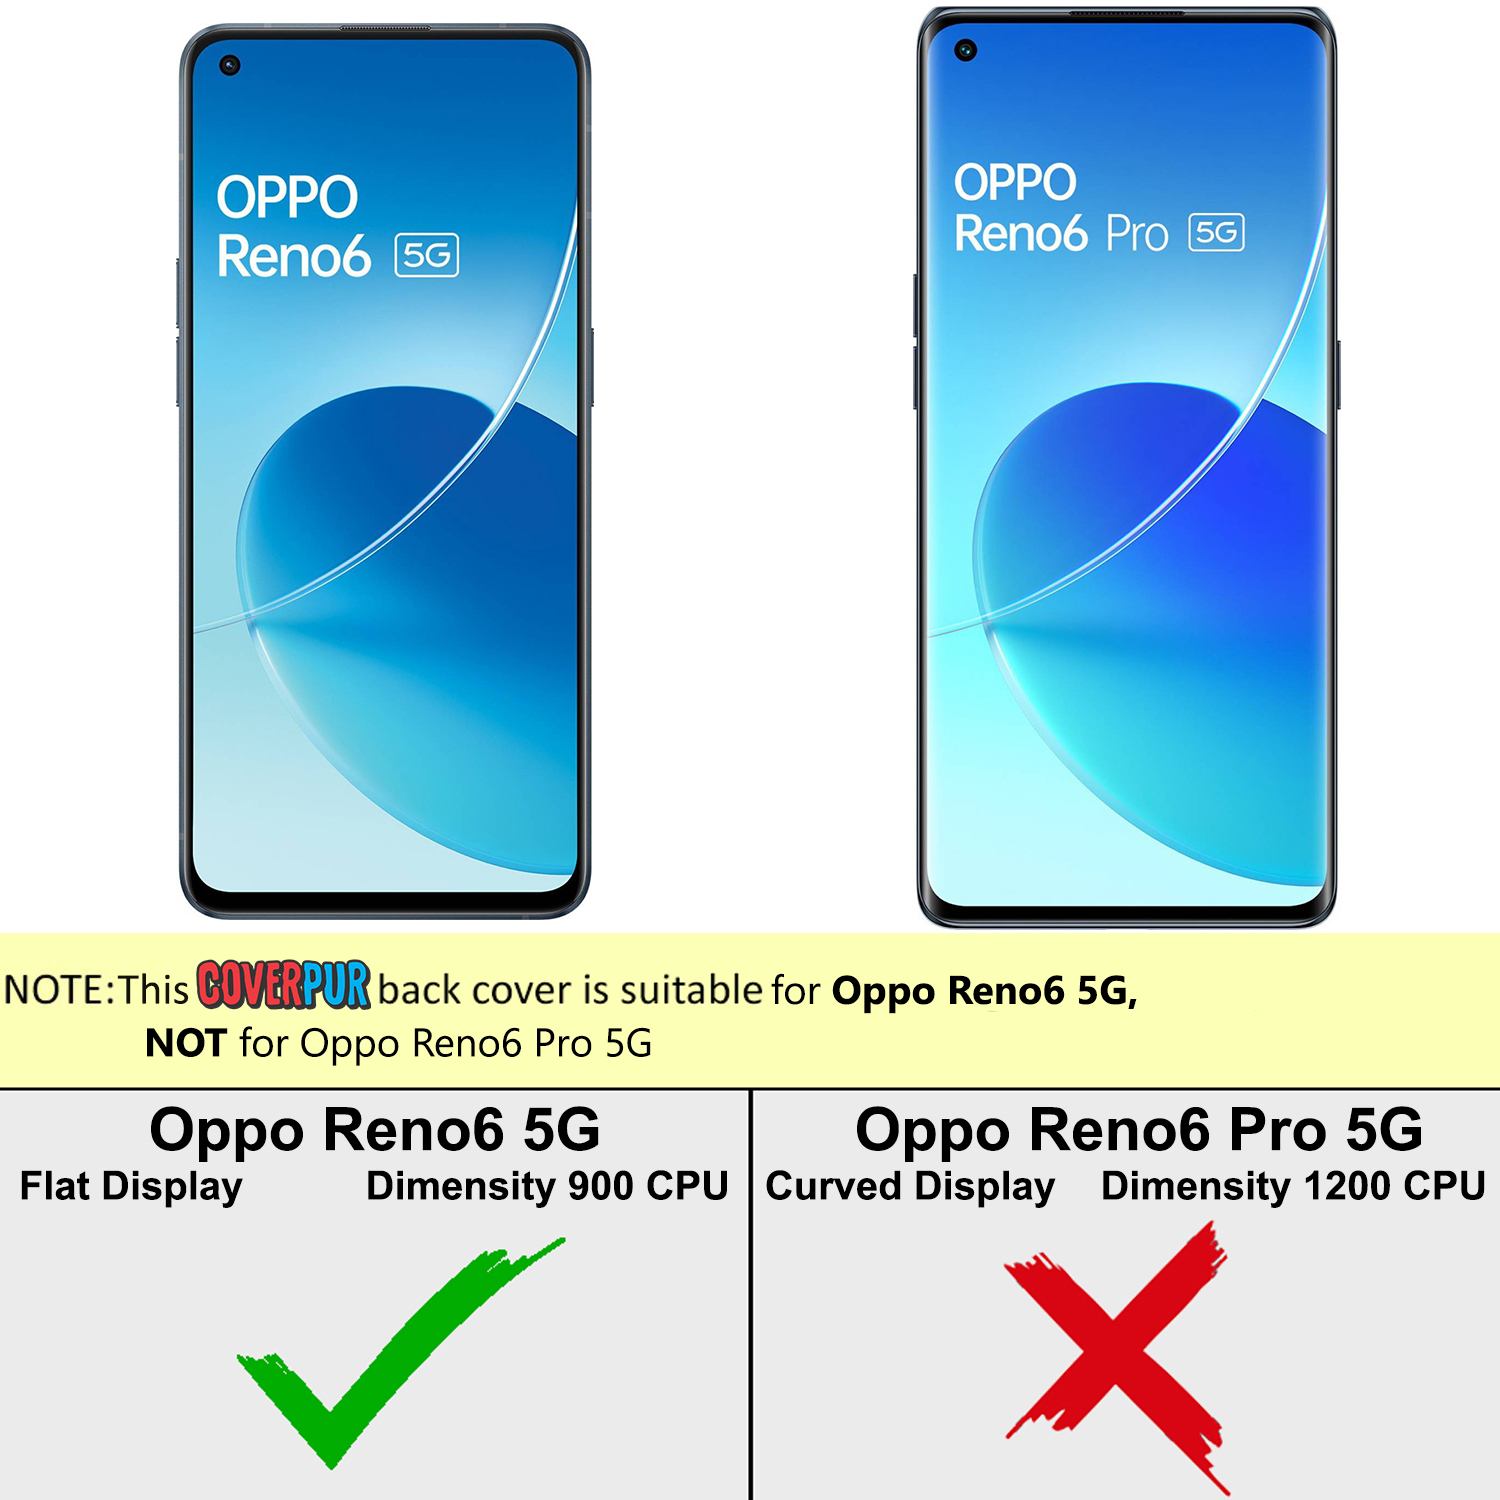 OPPO
Reno6 5G
OPPO
Reno6 Pro 5G
NOTE: This COVERPUR back cover is suitable for Oppo Reno6 5G,
NOT for Oppo Reno6 Pro 5G
Oppo Reno6 5G
Flat Display Dimensity 900 CPU
Oppo Reno6 Pro 5G
Curved Display Dimensity 1200 CPU